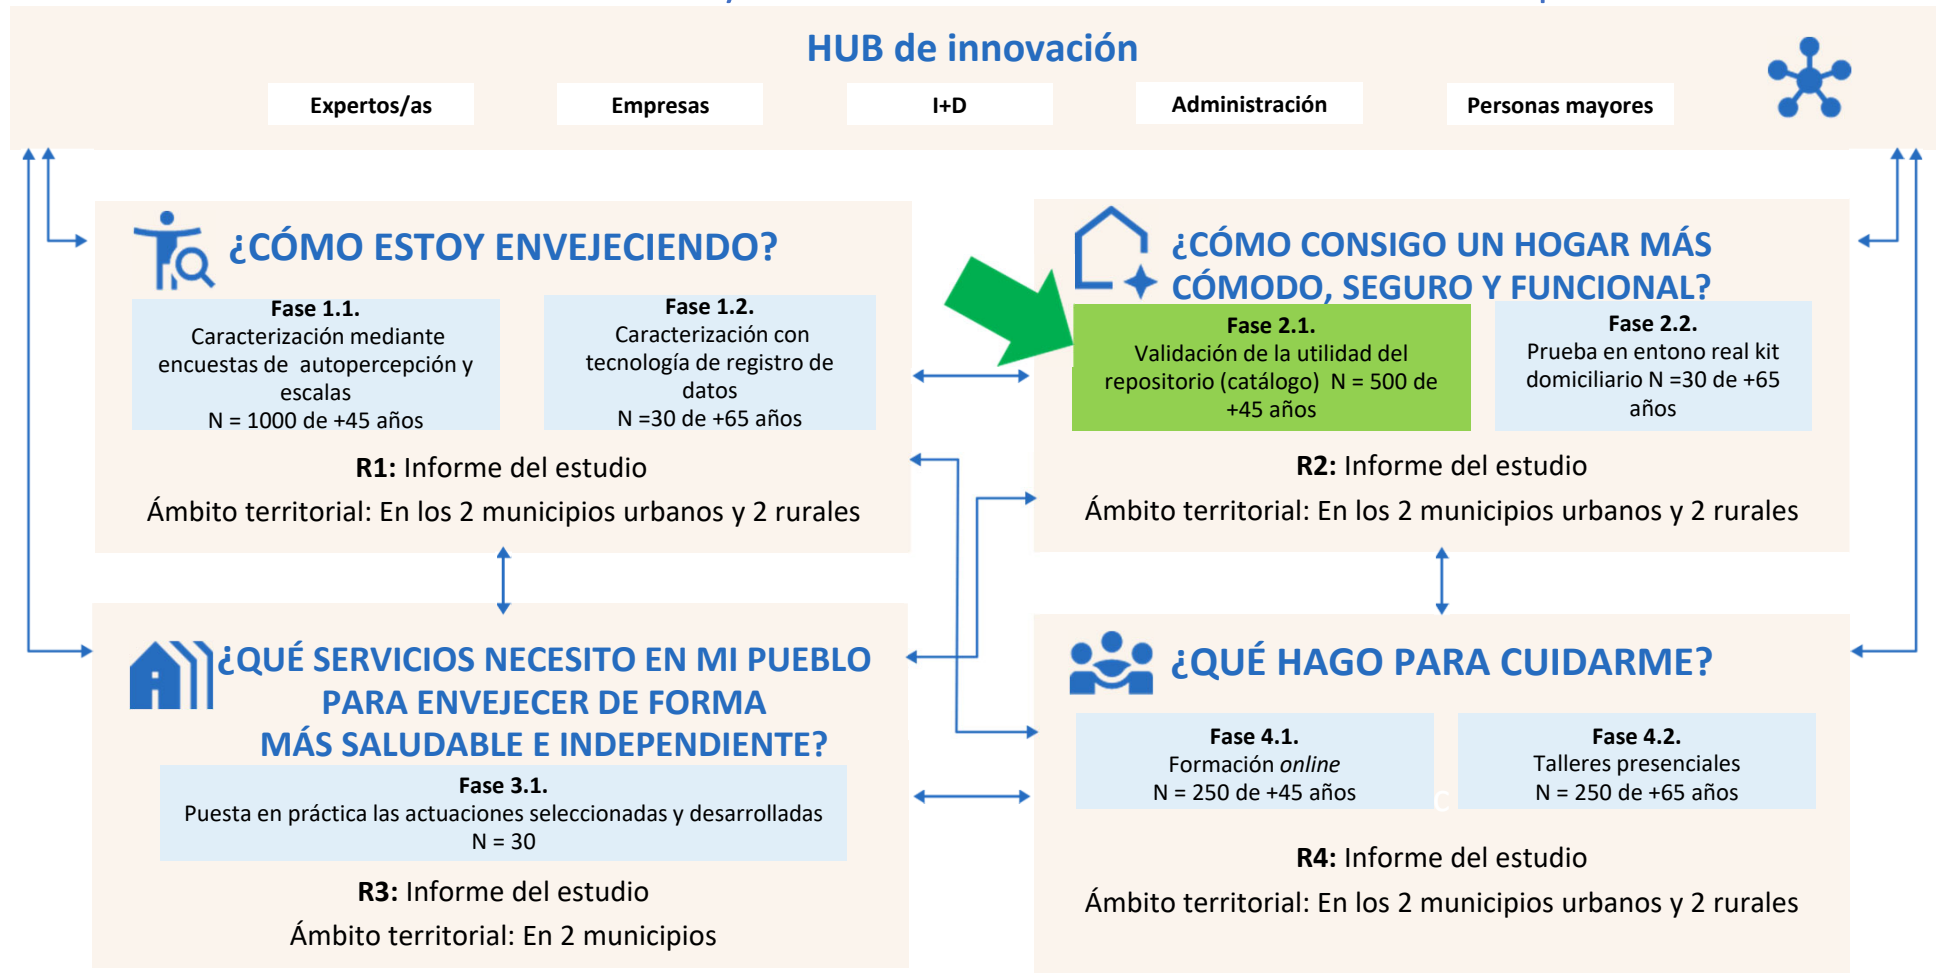 HUB de innovación
Expertos/as
Empresas
I+D
Administración
Personas mayores
¿CÓMO ESTOY ENVEJECIENDO?
Fase 1.1.
Caracterización mediante
encuestas de autopercepción y
escalas
N = 1000 de +45 años
Fase 1.2.
Caracterización con
tecnología de registro de
datos
N =30 de +65 años
R1: Informe del estudio
Ámbito territorial: En los 2 municipios urbanos y 2 rurales
¿CÓMO CONSIGO UN HOGAR MÁS
CÓMODO, SEGURO Y FUNCIONAL?
Fase 2.1.
Validación de la utilidad del
repositorio (catálogo) N = 500 de
+45 años
Fase 2.2.
Prueba en entono real kit
domiciliario N =30 de +65
años
R2: Informe del estudio
Ámbito territorial: En los 2 municipios urbanos y 2 rurales
¿QUÉ SERVICIOS NECESITO EN MI PUEBLO
PARA ENVEJECER DE FORMA
MÁS SALUDABLE E INDEPENDIENTE?
Fase 3.1.
Puesta en práctica las actuaciones seleccionadas y desarrolladas
N = 30
R3: Informe del estudio
Ámbito territorial: En 2 municipios
¿QUÉ HAGO PARA CUIDARME?
Fase 4.1.
Formación online
N = 250 de +45 años
C
Fase 4.2.
Talleres presenciales
N = 250 de +65 años
R4: Informe del estudio
Ámbito territorial: En los 2 municipios urbanos y 2 rurales